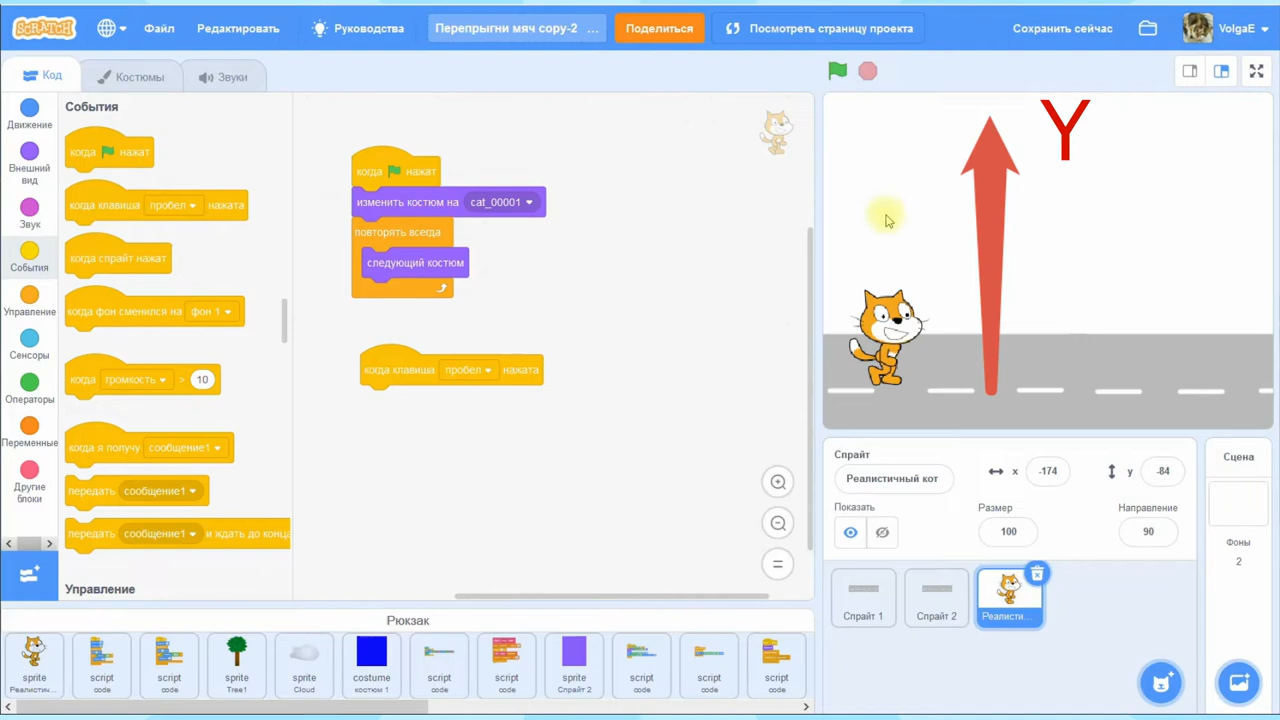 SCRATCH
Файл
Редактировать
Руководства
Перепрыгни мяч copy-2 ...
Поделиться
Посмотреть страницу проекта
Сохранить сейчас
VolgaE
Код
Костюмы
Звуки
Движение
Внешний вид
Звук
События
Управление
Сенсоры
Операторы
Переменные
Другие блоки
События
когда нажат
когда клавиша пробел нажата
когда спрайт нажат
когда фон сменился на фон 1
когда громкость > 10
когда я получу сообщение1
передать сообщение1
передать сообщение1 и ждать до конца
Управление
когда нажат
изменить костюм на cat_00001
повторять всегда
следующий костюм
когда клавиша пробел нажата
Y
Спрайт
Реалистичный кот
x -174
y -84
Показать
Размер
100
Направление
90
Спрайт 1
Спрайт 2
Реалисти...
Сцена
Фоны
2
Рюкзак
sprite
Реалистич...
script
code
script
code
sprite
Tree1
sprite
Cloud
costume
костюм 1
script
code
script
code
sprite
Спрайт 2
script
code
script
code
script
code